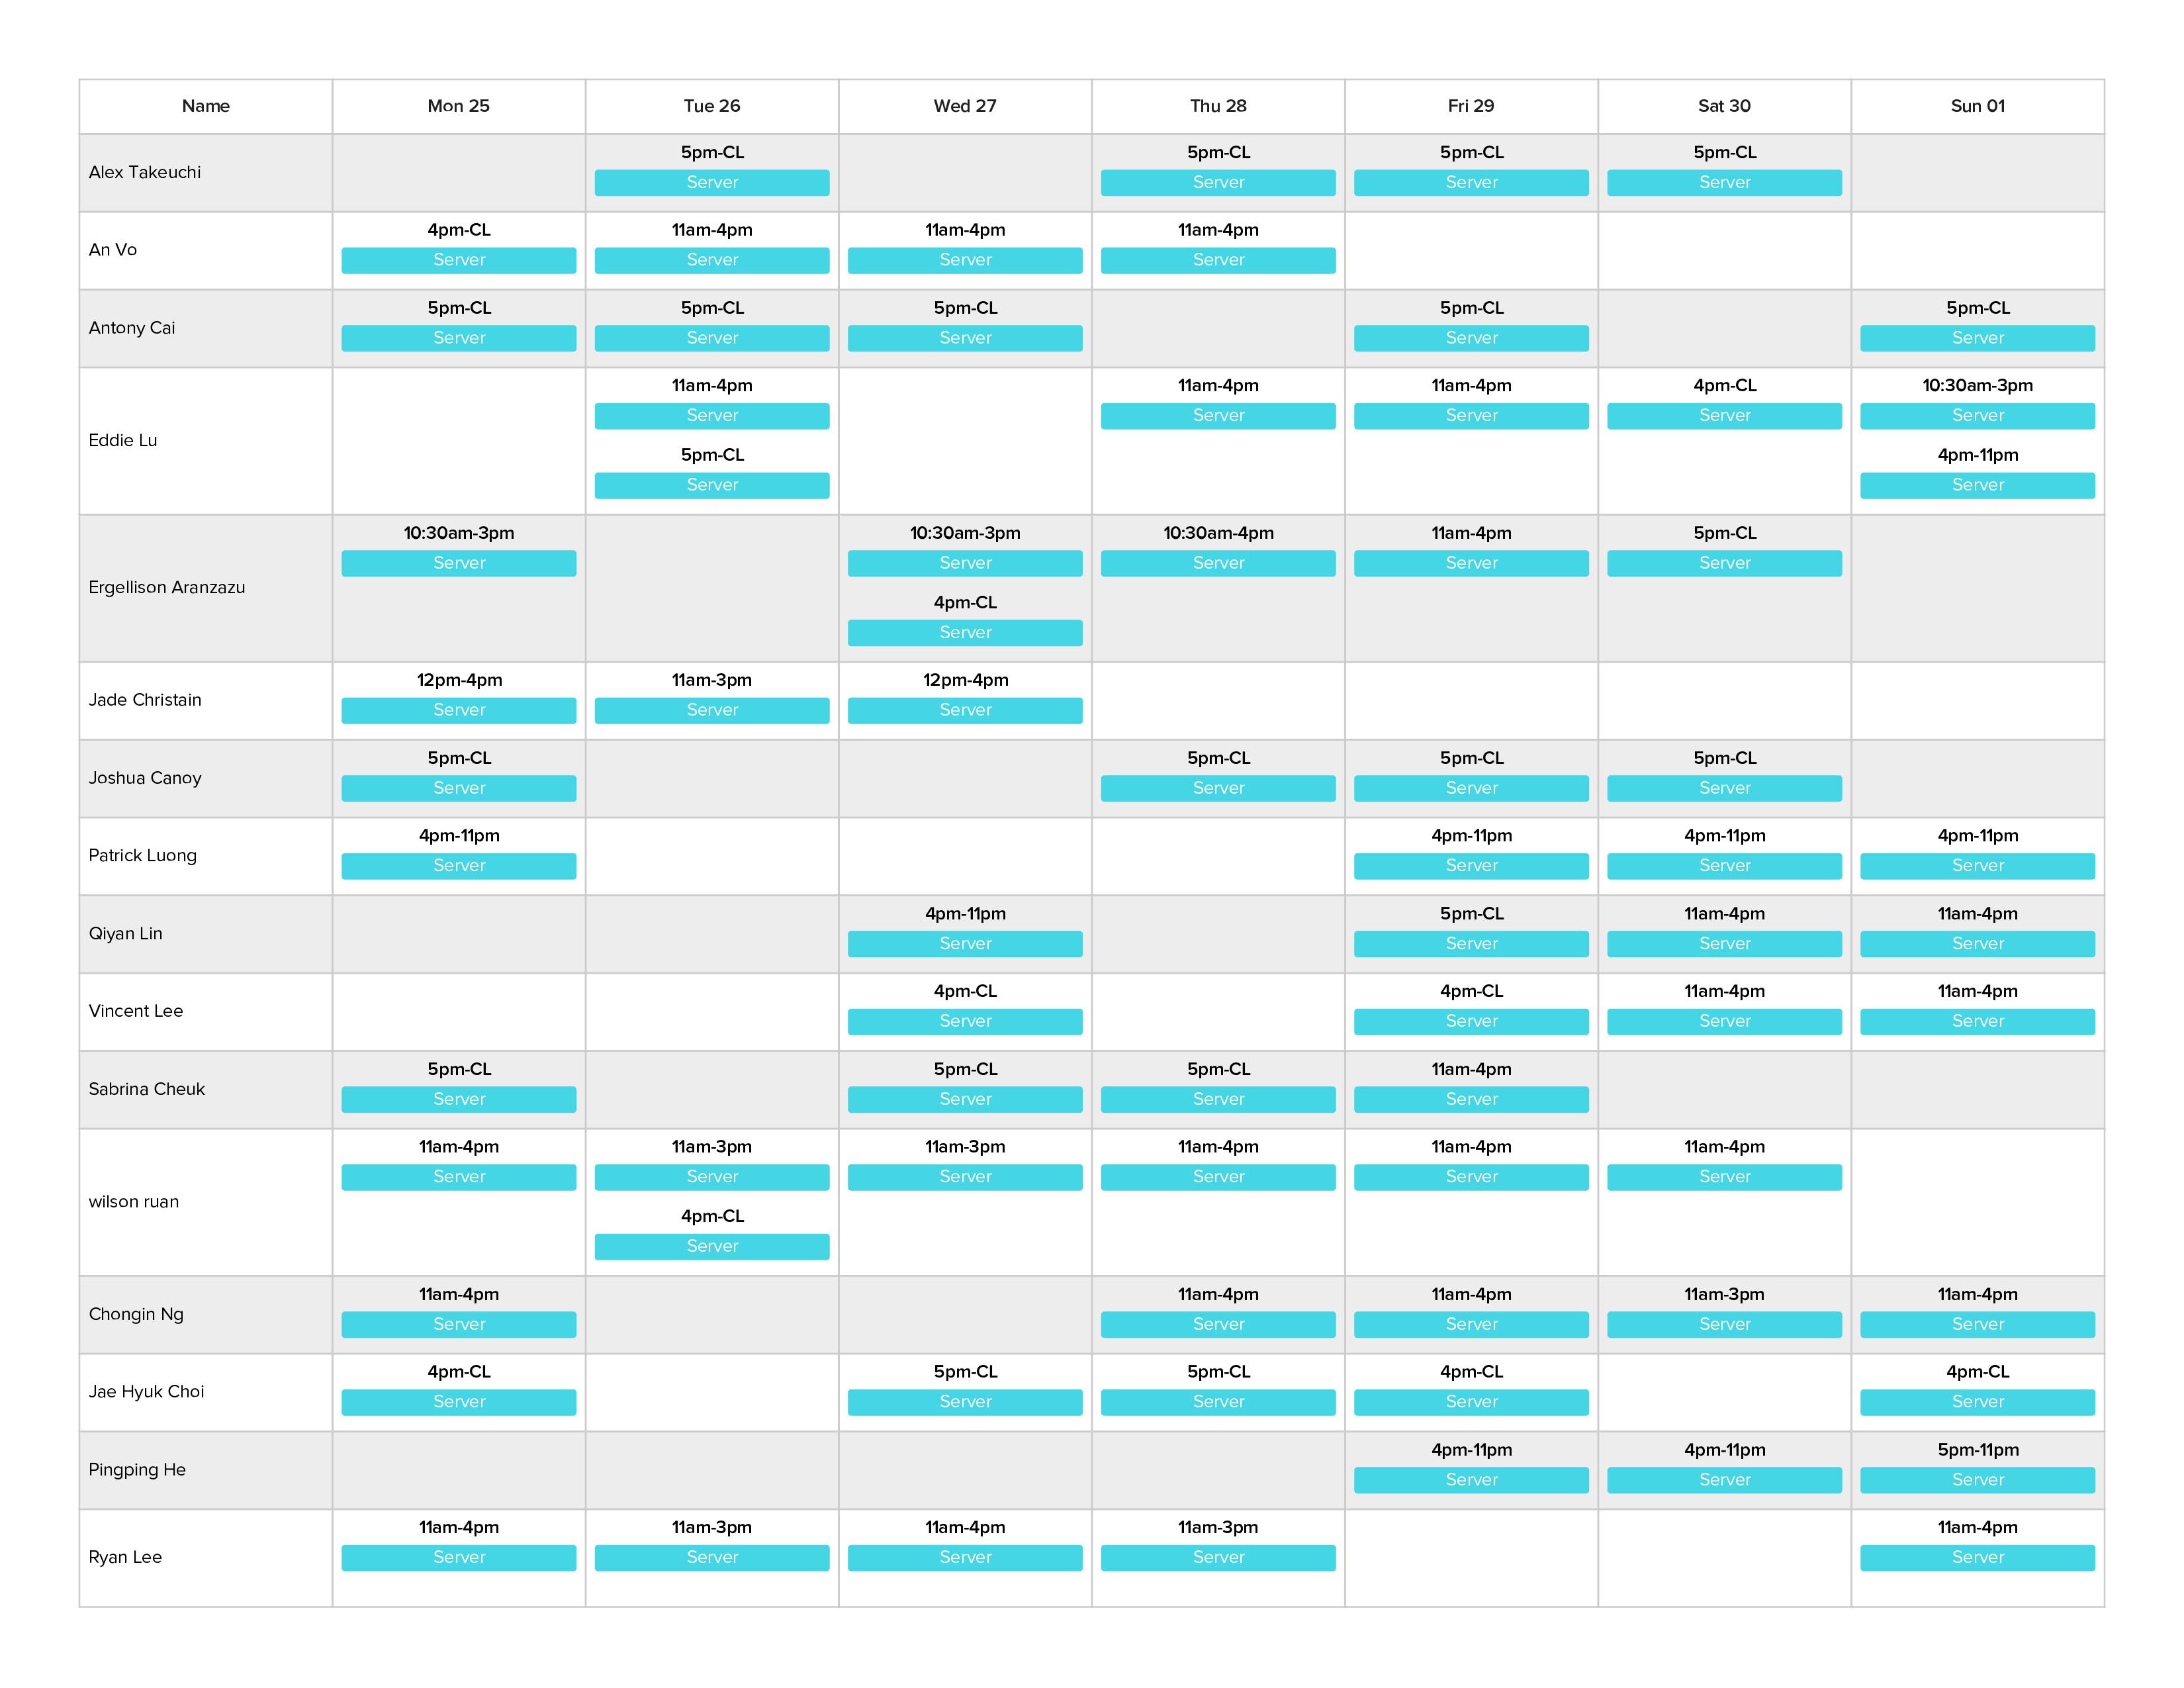 Name Mon 25 Tue 26 Wed 27 Thu 28 Fri 29 Sat 30 Sun 01
5pm-CL 5pm-CL 5pm-CL 5pm-CL
Alex Takeuchi
Server Server Server Server
4pm-CL 11am-4pm 11am-4pm 11am-4pm
An Vo
Server Server Server Server
5pm-CL 5pm-CL 5pm-CL 5pm-CL 5pm-CL
Antony Cai
Server Server Server Server Server
11am-4pm 11am-4pm 11am-4pm 4pm-CL 10:30am-3pm
Server Server Server Server Server
Eddie Lu
5pm-CL 4pm-11pm
Server Server
10:30am-3pm 10:30am-3pm 10:30am-4pm 11am-4pm 5pm-CL
Server Server Server Server Server
Ergellison Aranzazu
4pm-CL
Server
12pm-4pm 11am-3pm 12pm-4pm
Jade Christain
Server Server Server
5pm-CL 5pm-CL 5pm-CL 5pm-CL
Joshua Canoy
Server Server Server Server
4pm-11pm 4pm-11pm 4pm-11pm 4pm-11pm
Patrick Luong
Server Server Server Server
4pm-11pm 5pm-CL 11am-4pm 11am-4pm
Qiyan Lin
Server Server Server Server
4pm-CL 4pm-CL 11am-4pm 11am-4pm
Vincent Lee
Server Server Server Server
5pm-CL 5pm-CL 5pm-CL 11am-4pm
Sabrina Cheuk
Server Server Server Server
11am-4pm 11am-3pm 11am-3pm 11am-4pm 11am-4pm 11am-4pm
Server Server Server Server Server Server
wilson ruan
4pm-CL
Server
11am-4pm 11am-4pm 11am-4pm 11am-3pm 11am-4pm
Chongin Ng
Server Server Server Server Server
4pm-CL 5pm-CL 5pm-CL 4pm-CL 4pm-CL
Jae Hyuk Choi
Server Server Server Server Server
4pm-11pm 4pm-11pm 5pm-11pm
Pingping He
Server Server Server
11am-4pm 11am-3pm 11am-4pm 11am-3pm 11am-4pm
Ryan Lee
Server Server Server Server Server